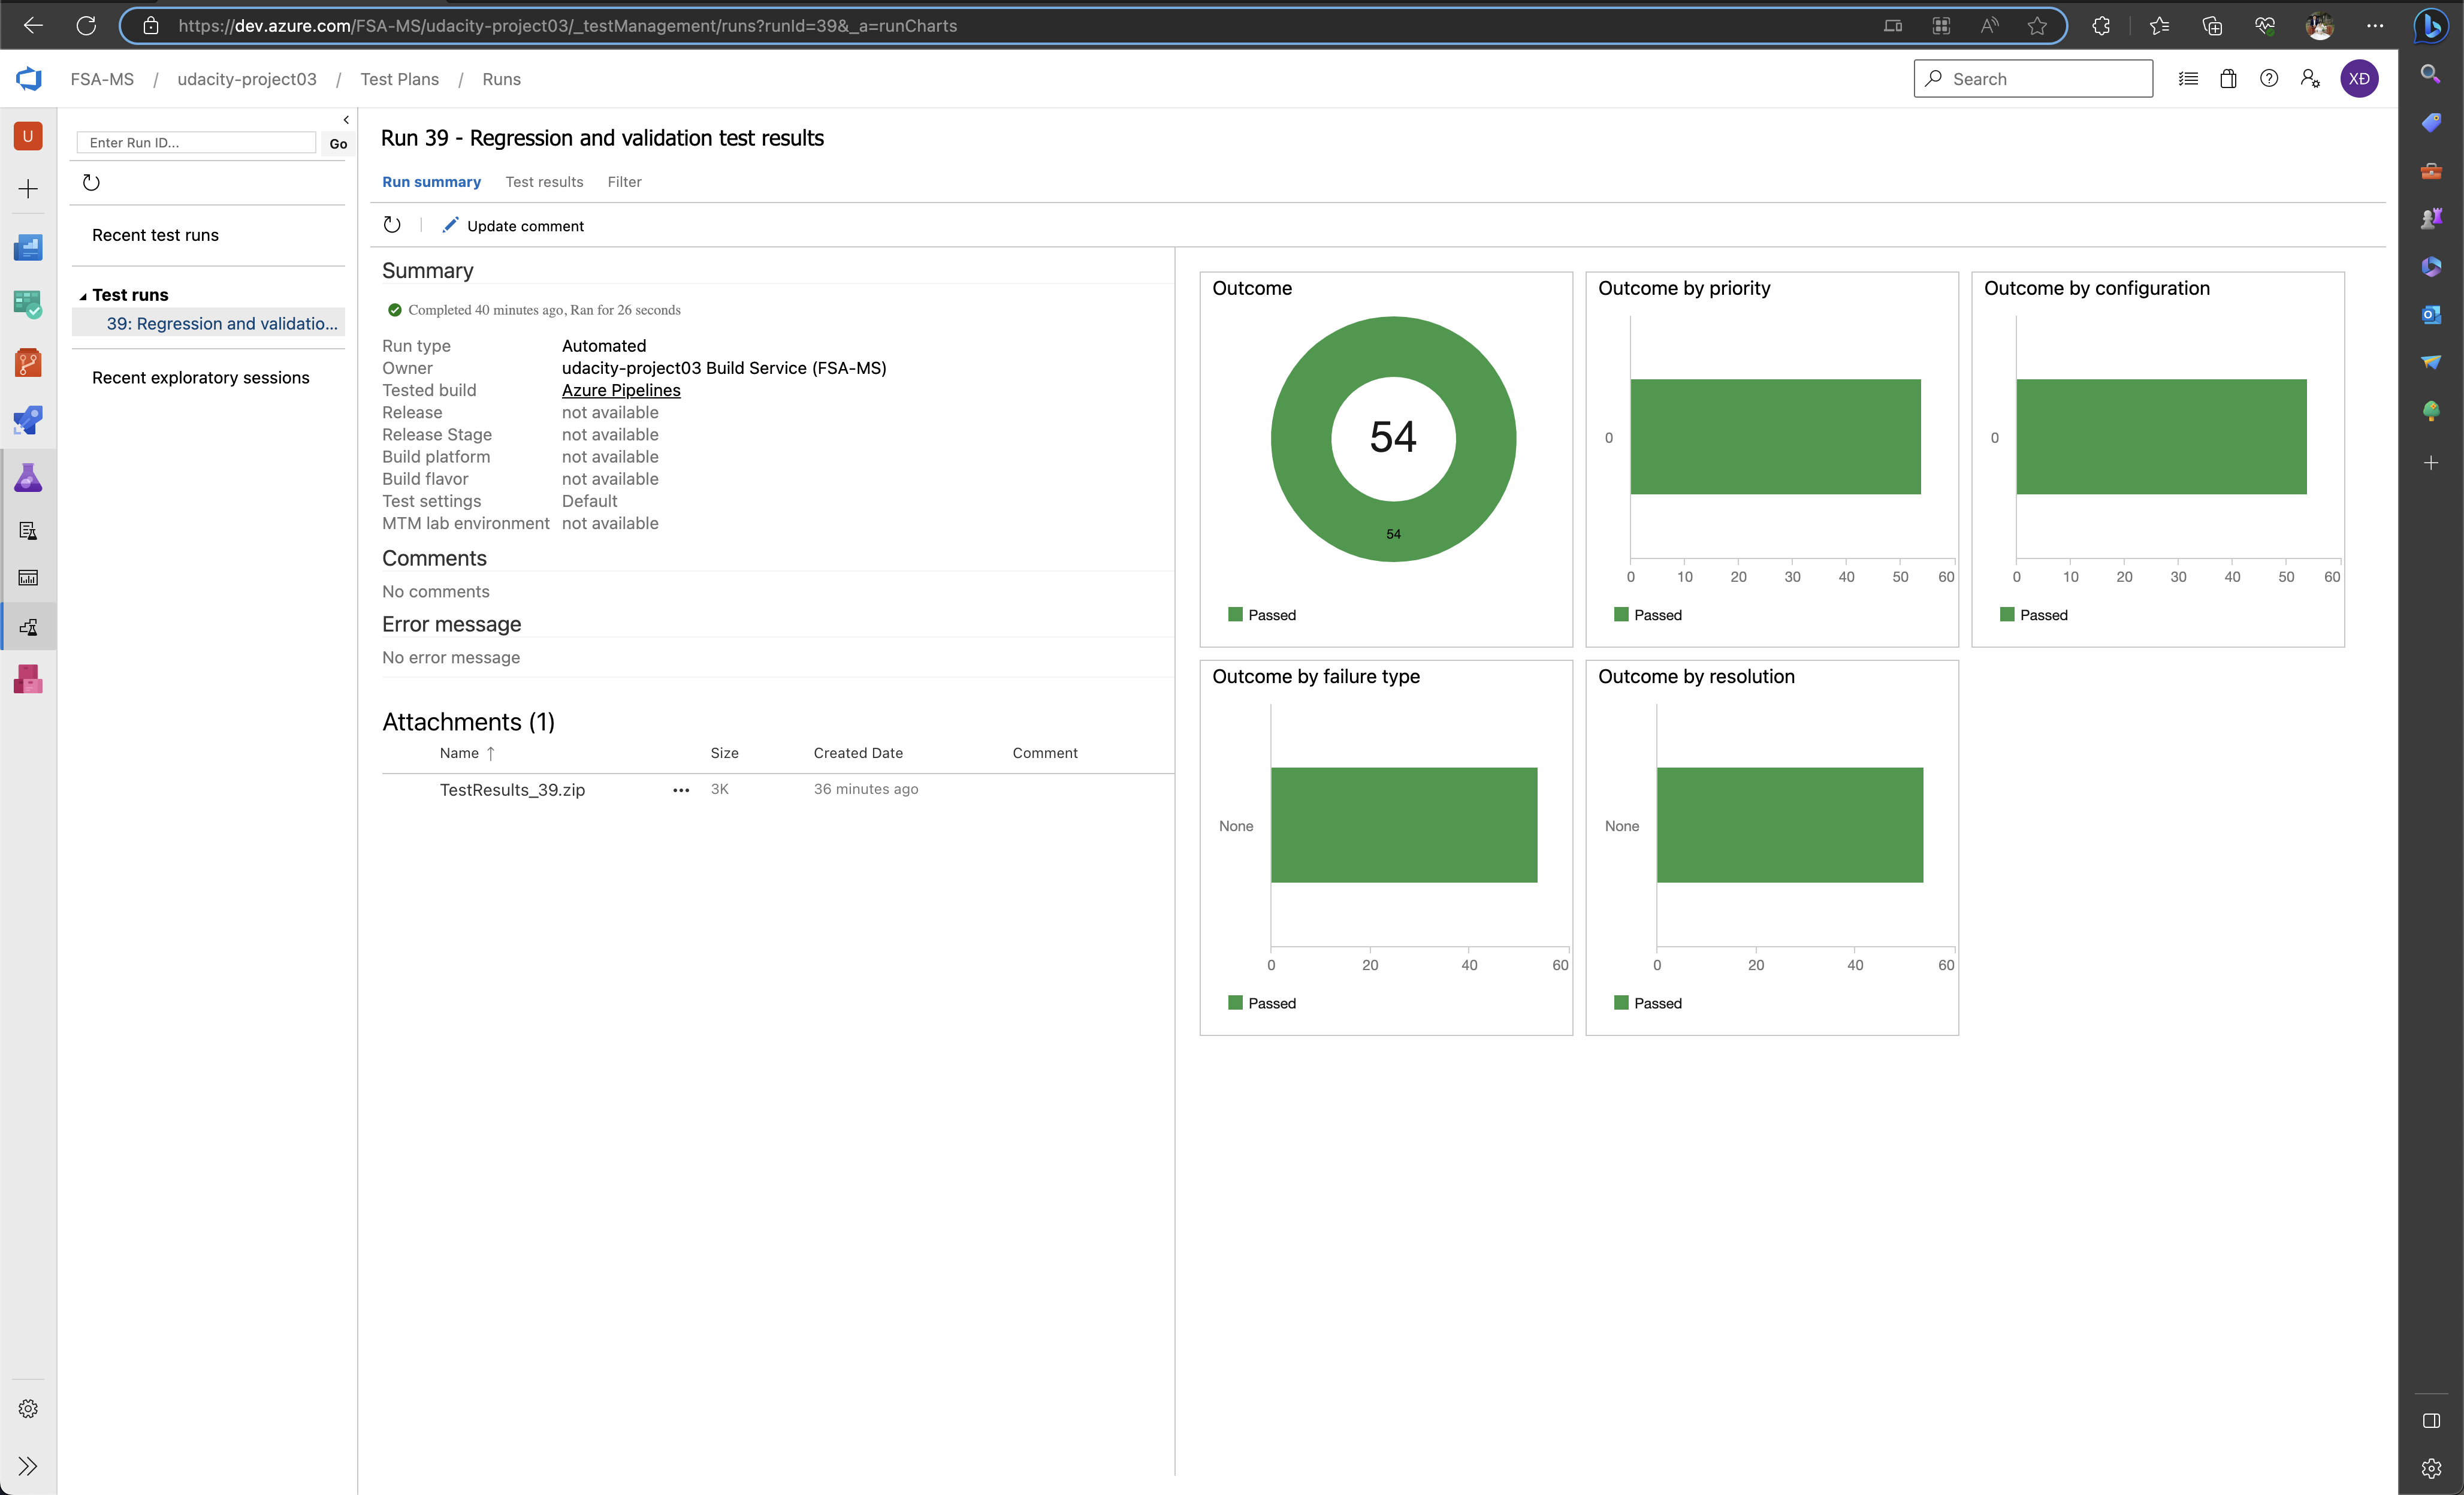 https://dev.azure.com/FSA-MS/udacity-project03/_testManagement/runs?runId=39&_a=runCharts
FSA-MS / udacity-project03 / Test Plans / Runs
Search
XĐ
U
Enter Run ID...
Go
Recent test runs
Test runs
39: Regression and validatio...
Recent exploratory sessions
Run 39 - Regression and validation test results
Run summary Test results Filter
Update comment
Summary
Completed 40 minutes ago, Ran for 26 seconds
Run type Automated
Owner udacity-project03 Build Service (FSA-MS)
Tested build Azure Pipelines
Release not available
Release Stage not available
Build platform not available
Build flavor not available
Test settings Default
MTM lab environment not available
Comments
No comments
Error message
No error message
Attachments (1)
Name Size Created Date Comment
TestResults_39.zip ••• 3K 36 minutes ago
Outcome
54
54
Passed
Outcome by priority
0
0 10 20 30 40 50 60
Passed
Outcome by configuration
0
0 10 20 30 40 50 60
Passed
Outcome by failure type
None
0 20 40 60
Passed
Outcome by resolution
None
0 20 40 60
Passed